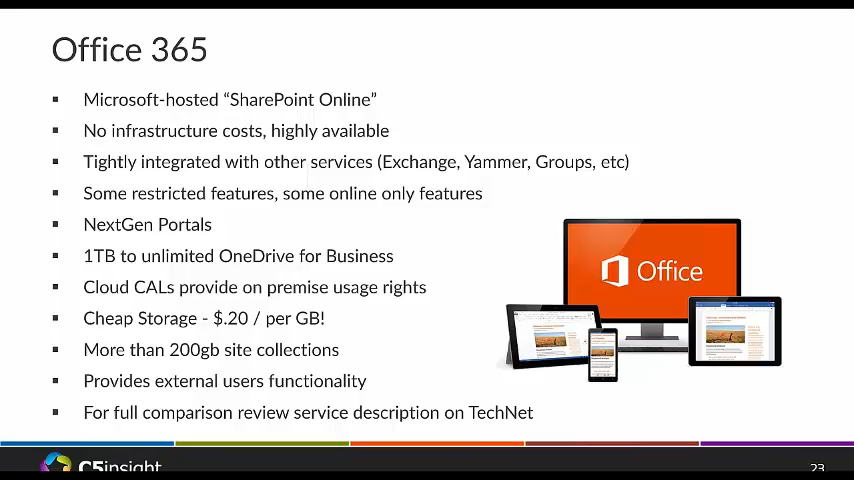 Office 365
▪ Microsoft-hosted “SharePoint Online”
▪ No infrastructure costs, highly available
▪ Tightly integrated with other services (Exchange, Yammer, Groups, etc)
▪ Some restricted features, some online only features
▪ NextGen Portals
▪ 1TB to unlimited OneDrive for Business
▪ Cloud CALs provide on premise usage rights
▪ Cheap Storage - $.20 / per GB!
▪ More than 200gb site collections
▪ Provides external users functionality
▪ For full comparison review service description on TechNet
Office
C5insight
23